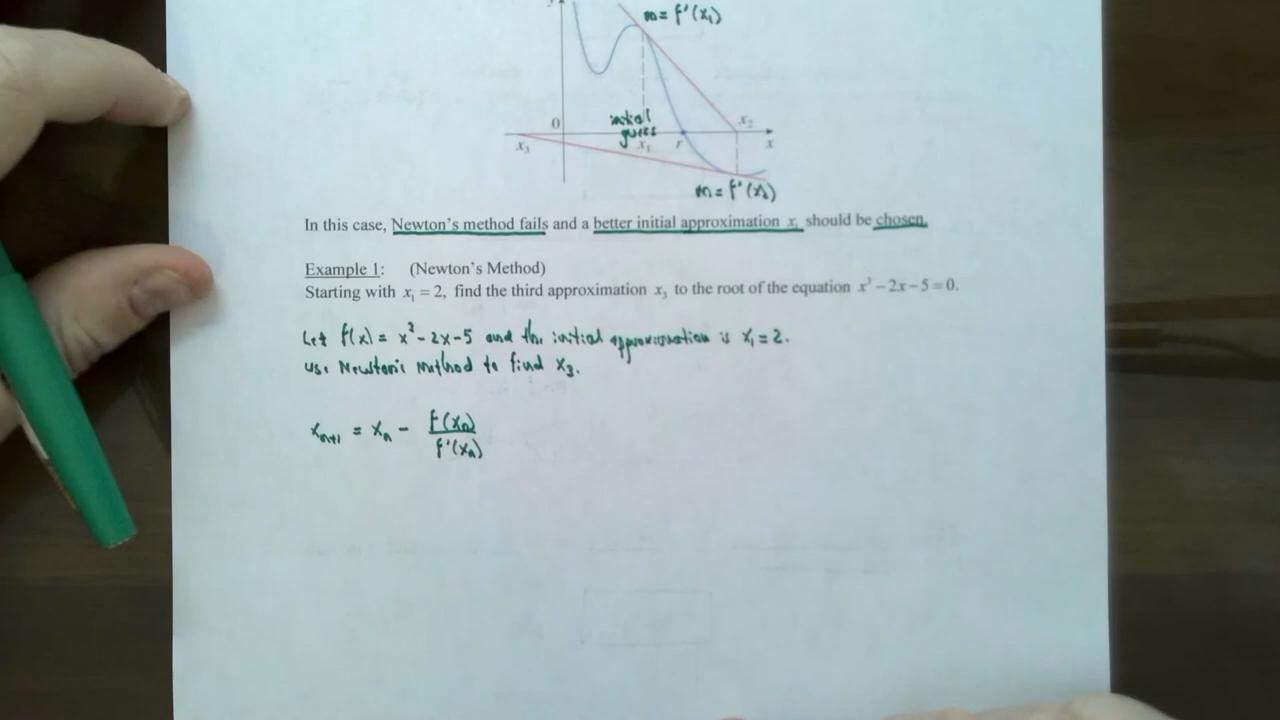 y
m = f'(x₁)
0
initial
guess
x₂
x₃
x₁
r
x
m = f'(x₂)
In this case, Newton's method fails and a better initial approximation x₁ should be chosen.
Example 1: (Newton's Method)
Starting with x₁ = 2, find the third approximation x₃ to the root of the equation x³ – 2x – 5 = 0.
Let f(x) = x³ - 2x - 5 and the initial approximation is x₁ = 2.
Use Newton's Method to find x₃.
xₙ₊₁ = xₙ - f(xₙ)/f'(xₙ)